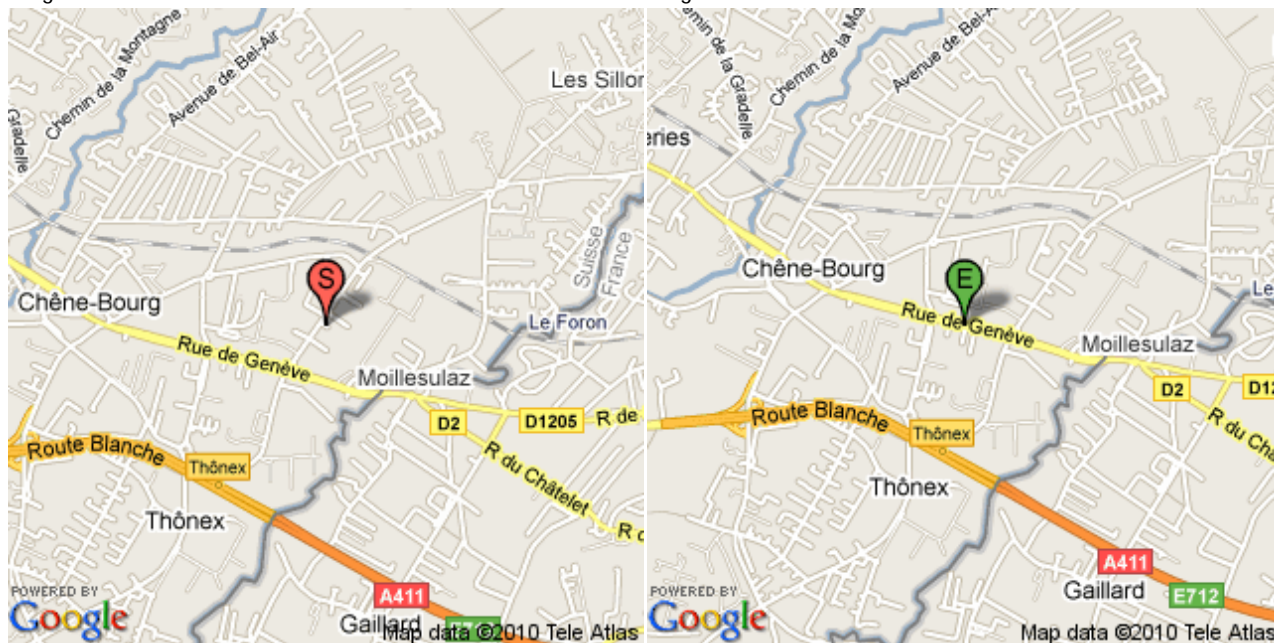 Chemin de la Montagne
Avenue de Bel-Air
Gradelle
Les Sillon
Suisse
France
S
Chêne-Bourg
Le Foron
Rue de Genève
Moillesulaz
D2
D1205
R de
Route Blanche
Thônex
R du Châtelet
Thônex
A411
Gaillard
POWERED BY
Google
Map data ©2010 Tele Atlas
Chemin de la Gradelle
Chemin de la Mo
Avenue de Bel-
eries
E
Chêne-Bourg
Le
Rue de Genève
Moillesulaz
D2
D12
Route Blanche
Thônex
R du Châ
Thônex
A411
Gaillard
E712
POWERED BY
Google
Map data ©2010 Tele Atlas